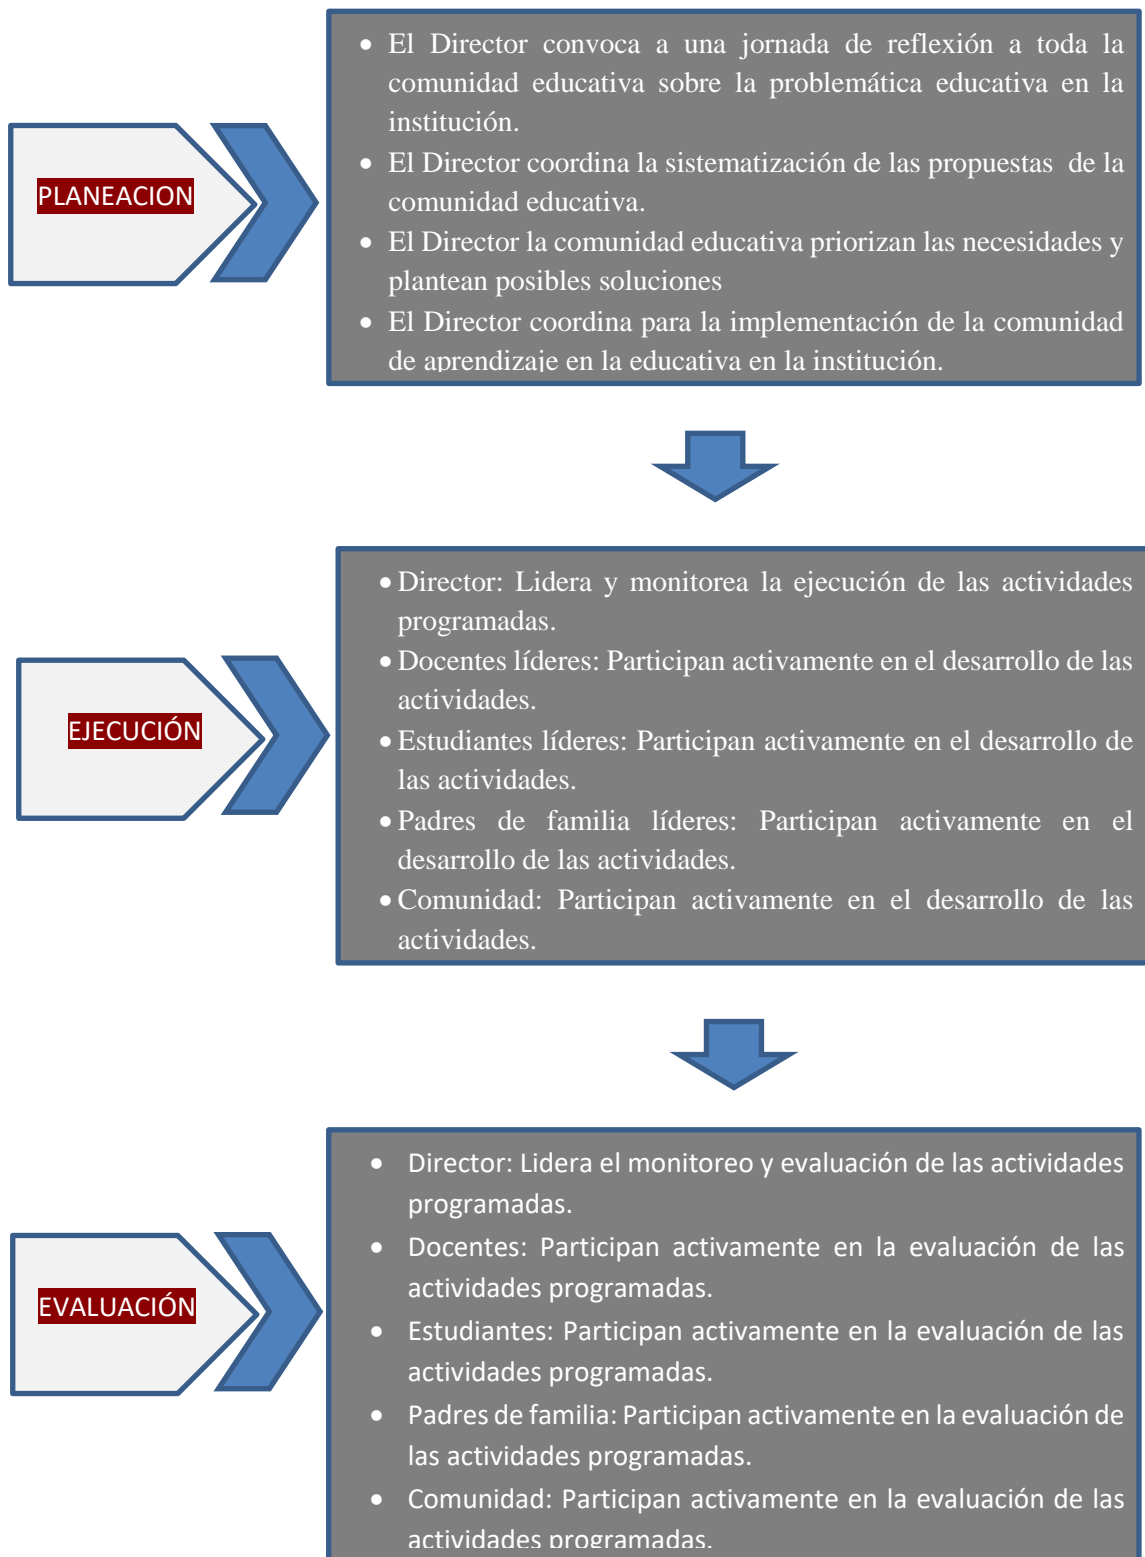 PLANEACION
• El Director convoca a una jornada de reflexión a toda la
comunidad educativa sobre la problemática educativa en la
institución.
• El Director coordina la sistematización de las propuestas de la
comunidad educativa.
• El Director la comunidad educativa priorizan las necesidades y
plantean posibles soluciones
• El Director coordina para la implementación de la comunidad
de aprendizaje en la educativa en la institución.
EJECUCIÓN
• Director: Lidera y monitorea la ejecución de las actividades
programadas.
• Docentes líderes: Participan activamente en el desarrollo de las
actividades.
• Estudiantes líderes: Participan activamente en el desarrollo de
las actividades.
• Padres de familia líderes: Participan activamente en el
desarrollo de las actividades.
• Comunidad: Participan activamente en el desarrollo de las
actividades.
EVALUACIÓN
• Director: Lidera el monitoreo y evaluación de las actividades
programadas.
• Docentes: Participan activamente en la evaluación de las
actividades programadas.
• Estudiantes: Participan activamente en la evaluación de las
actividades programadas.
• Padres de familia: Participan activamente en la evaluación de
las actividades programadas.
• Comunidad: Participan activamente en la evaluación de las
actividades programadas.